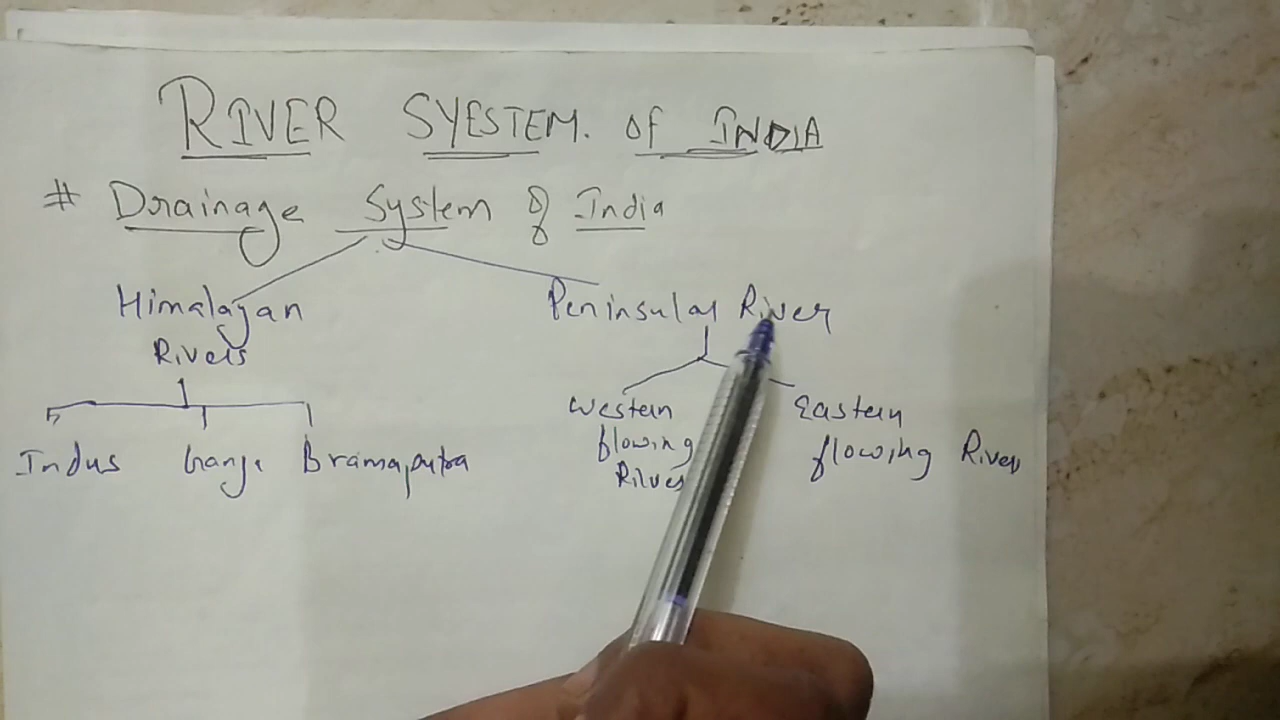 RIVER SYESTEM. Of INDIA
# Drainage System of India
Himalayan Rivers
Peninsular River
Indus Ganga Bramaputra
Western flowing Rilver
Eastern flowing River